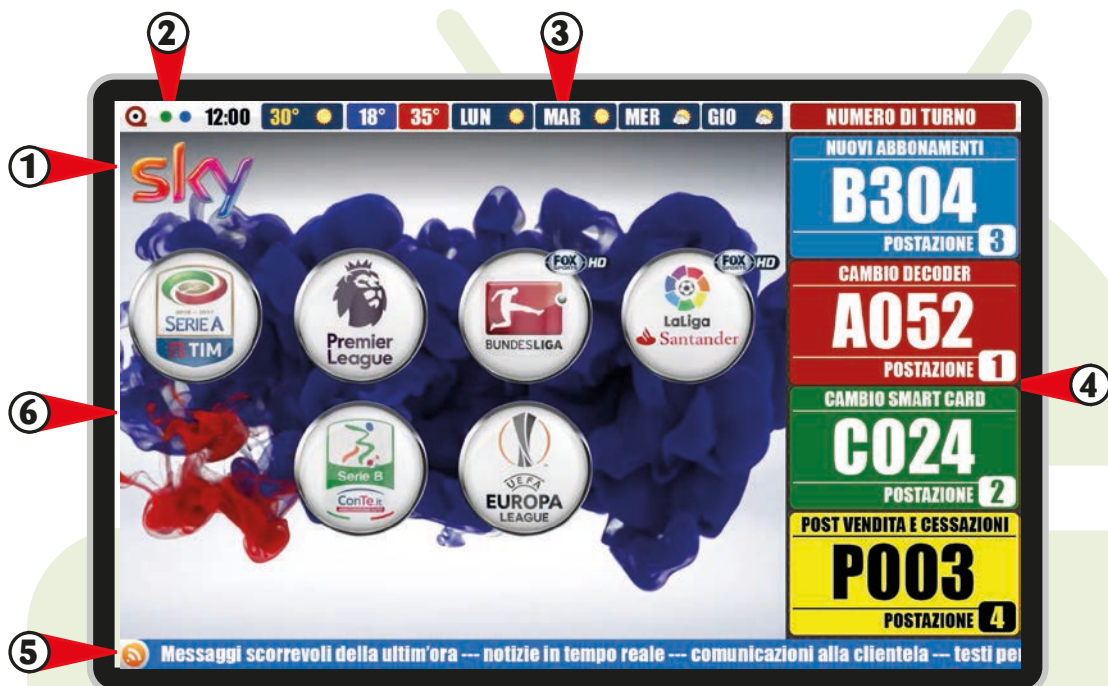 2
3
12:00 30° 18° 35° LUN MAR MER GIO NUMERO DI TURNO
1
sky
NUOVI ABBONAMENTI
B304
POSTAZIONE 3
FOX SPORTS HD
FOX SPORTS HD
SERIE A
TIM
Premier
League
BUNDESLIGA
LaLiga
Santander
CAMBIO DECODER
A052
POSTAZIONE 1
4
6
CAMBIO SMART CARD
C024
POSTAZIONE 2
Serie B
ConTe.it
UEFA
EUROPA
LEAGUE
POST VENDITA E CESSAZIONI
P003
POSTAZIONE 4
5
Messaggi scorrevoli della ultim'ora --- notizie in tempo reale --- comunicazioni alla clientela --- testi per